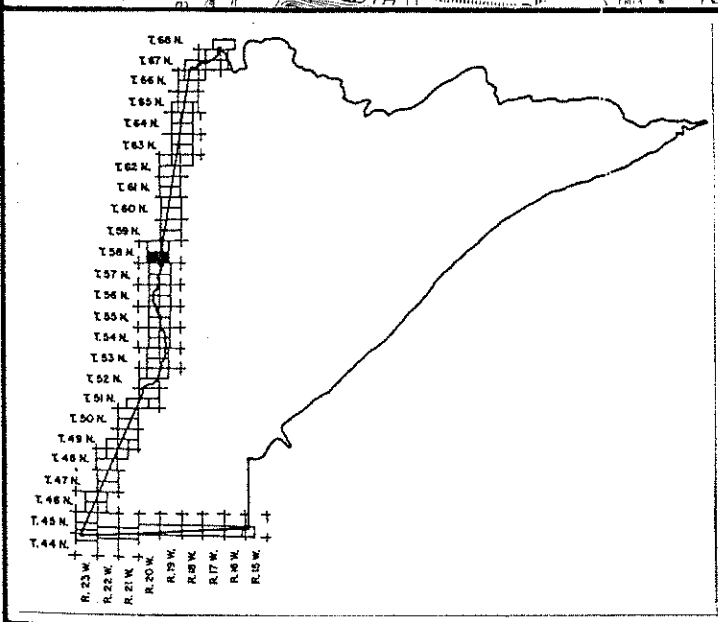 T. 68 N.
T. 67 N.
T. 66 N.
T. 65 N.
T. 64 N.
T. 63 N.
T. 62 N.
T. 61 N.
T. 60 N.
T. 59 N.
T. 58 N.
T. 57 N.
T. 56 N.
T. 55 N.
T. 54 N.
T. 53 N.
T. 52 N.
T. 51 N.
T. 50 N.
T. 49 N.
T. 48 N.
T. 47 N.
T. 46 N.
T. 45 N.
T. 44 N.
R. 23 W.
R. 22 W.
R. 21 W.
R. 20 W.
R. 19 W.
R. 18 W.
R. 17 W.
R. 16 W.
R. 15 W.